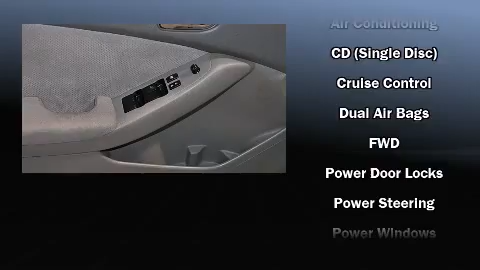 Air Conditioning
CD (Single Disc)
Cruise Control
Dual Air Bags
FWD
Power Door Locks
Power Steering
Power Windows